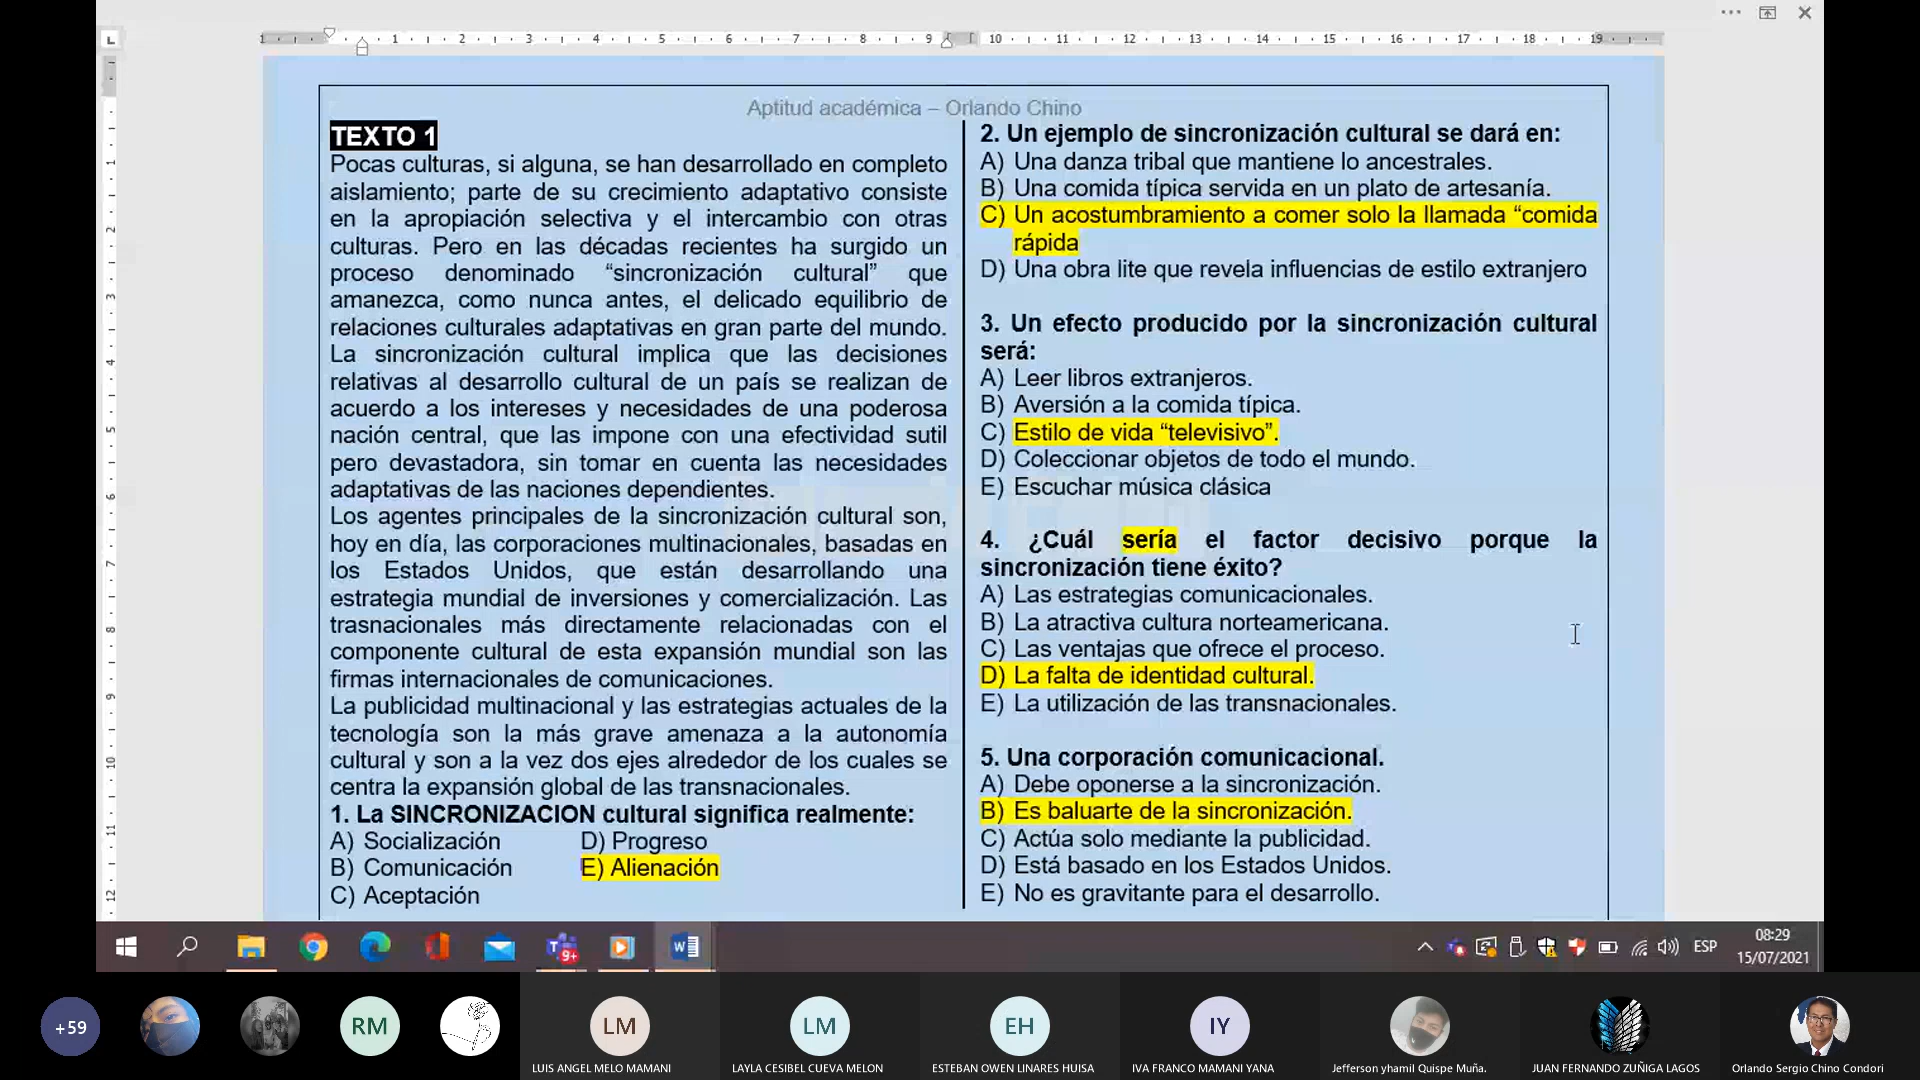 Aptitud académica – Orlando Chino
TEXTO 1
Pocas culturas, si alguna, se han desarrollado en completo
aislamiento; parte de su crecimiento adaptativo consiste
en la apropiación selectiva y el intercambio con otras
culturas. Pero en las décadas recientes ha surgido un
proceso denominado “sincronización cultural” que
amanezca, como nunca antes, el delicado equilibrio de
relaciones culturales adaptativas en gran parte del mundo.
La sincronización cultural implica que las decisiones
relativas al desarrollo cultural de un país se realizan de
acuerdo a los intereses y necesidades de una poderosa
nación central, que las impone con una efectividad sutil
pero devastadora, sin tomar en cuenta las necesidades
adaptativas de las naciones dependientes.
Los agentes principales de la sincronización cultural son,
hoy en día, las corporaciones multinacionales, basadas en
los Estados Unidos, que están desarrollando una
estrategia mundial de inversiones y comercialización. Las
trasnacionales más directamente relacionadas con el
componente cultural de esta expansión mundial son las
firmas internacionales de comunicaciones.
La publicidad multinacional y las estrategias actuales de la
tecnología son la más grave amenaza a la autonomía
cultural y son a la vez dos ejes alrededor de los cuales se
centra la expansión global de las transnacionales.
1. La SINCRONIZACION cultural significa realmente:
A) Socialización D) Progreso
B) Comunicación E) Alienación
C) Aceptación
2. Un ejemplo de sincronización cultural se dará en:
A) Una danza tribal que mantiene lo ancestrales.
B) Una comida típica servida en un plato de artesanía.
C) Un acostumbramiento a comer solo la llamada “comida
rápida
D) Una obra lite que revela influencias de estilo extranjero
3. Un efecto producido por la sincronización cultural
será:
A) Leer libros extranjeros.
B) Aversión a la comida típica.
C) Estilo de vida “televisivo”.
D) Coleccionar objetos de todo el mundo.
E) Escuchar música clásica
4. ¿Cuál sería el factor decisivo porque la
sincronización tiene éxito?
A) Las estrategias comunicacionales.
B) La atractiva cultura norteamericana.
C) Las ventajas que ofrece el proceso.
D) La falta de identidad cultural.
E) La utilización de las transnacionales.
5. Una corporación comunicacional.
A) Debe oponerse a la sincronización.
B) Es baluarte de la sincronización.
C) Actúa solo mediante la publicidad.
D) Está basado en los Estados Unidos.
E) No es gravitante para el desarrollo.
9+
ESP
08:29
15/07/2021
+59
RM
LM
LM
EH
IY
LUIS ANGEL MELO MAMANI
LAYLA CESIBEL CUEVA MELON
ESTEBAN OWEN LINARES HUISA
IVA FRANCO MAMANI YANA
Jefferson yhamil Quispe Muña.
JUAN FERNANDO ZUÑIGA LAGOS
Orlando Sergio Chino Condori